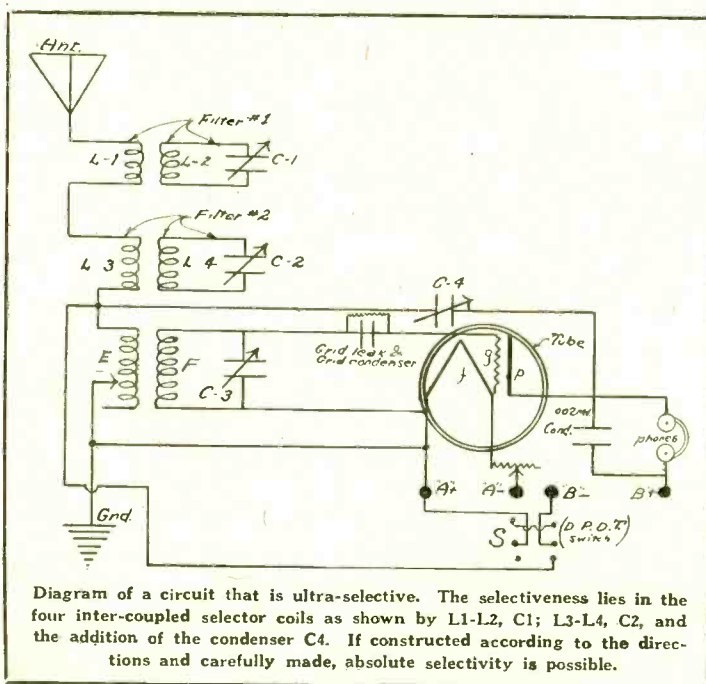 Ant.
Filter #1
L-1
L-2
C-1
Filter #2
L 3
L 4
C-2
C-4
Grid leak &
Grid condenser
Tube
E
F
C-3
f
g
P
.002 Mf.
Cond.
phones
A+
A-
B-
B+
Gnd.
S
(D.P.D.T.
switch)
Diagram of a circuit that is ultra-selective. The selectiveness lies in the
four inter-coupled selector coils as shown by L1-L2, C1; L3-L4, C2, and
the addition of the condenser C4. If constructed according to the direc-
tions and carefully made, absolute selectivity is possible.